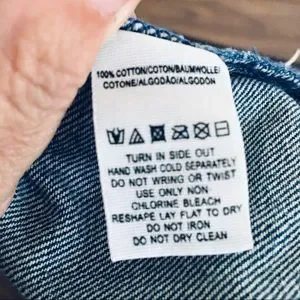 100% COTTON/COTON/BAUMWOLLE/
COTONE/ALGODÃO/ALGODON
TURN IN SIDE OUT
HAND WASH COLD SEPARATELY
DO NOT WRING OR TWIST
USE ONLY NON-
CHLORINE BLEACH
RESHAPE LAY FLAT TO DRY
DO NOT IRON
DO NOT DRY CLEAN